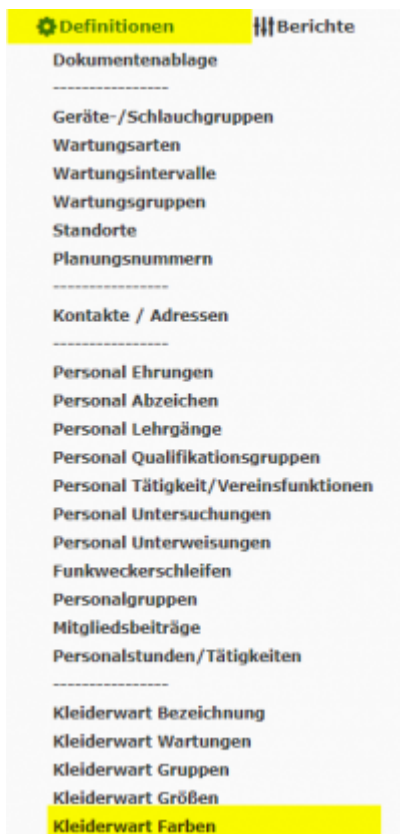 Definitionen Berichte
Dokumentenablage
----------------
Geräte-/Schlauchgruppen
Wartungsarten
Wartungsintervalle
Wartungsgruppen
Standorte
Planungsnummern
----------------
Kontakte / Adressen
----------------
Personal Ehrungen
Personal Abzeichen
Personal Lehrgänge
Personal Qualifikationsgruppen
Personal Tätigkeit/Vereinsfunktionen
Personal Untersuchungen
Personal Unterweisungen
Funkweckerschleifen
Personalgruppen
Mitgliedsbeiträge
Personalstunden/Tätigkeiten
----------------
Kleiderwart Bezeichnung
Kleiderwart Wartungen
Kleiderwart Gruppen
Kleiderwart Größen
Kleiderwart Farben